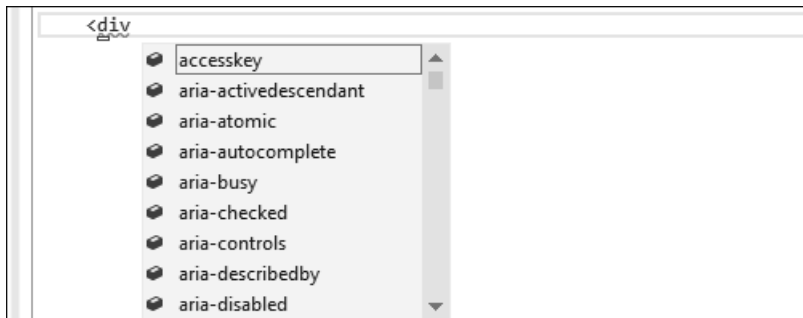 <div
accesskey
aria-activedescendant
aria-atomic
aria-autocomplete
aria-busy
aria-checked
aria-controls
aria-describedby
aria-disabled